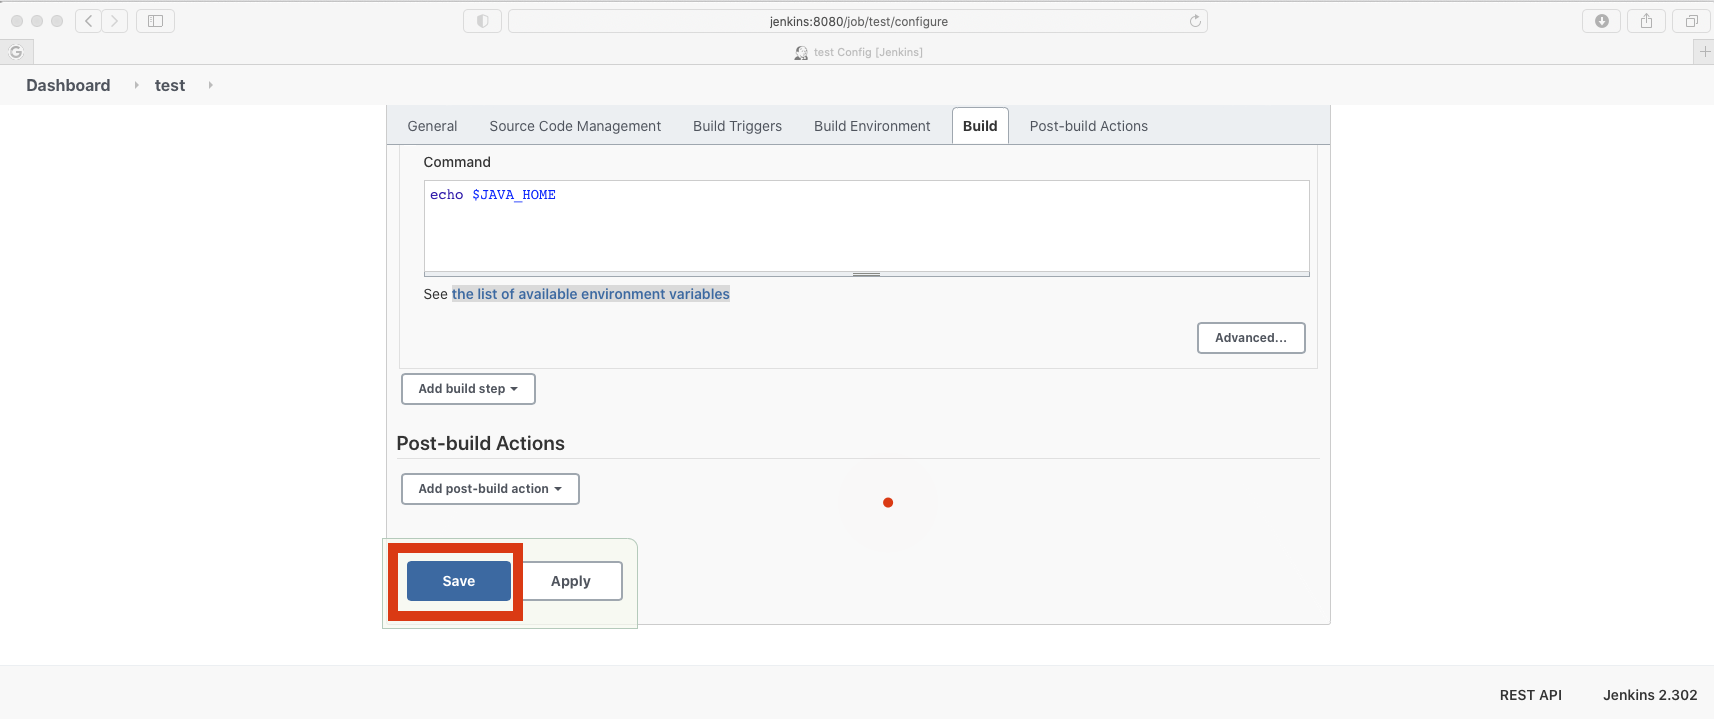 jenkins:8080/job/test/configure
G
test Config [Jenkins]
Dashboard test
General Source Code Management Build Triggers Build Environment Build Post-build Actions
Command
echo $JAVA_HOME
See the list of available environment variables
Advanced...
Add build step
Post-build Actions
Add post-build action
Save Apply
REST API Jenkins 2.302